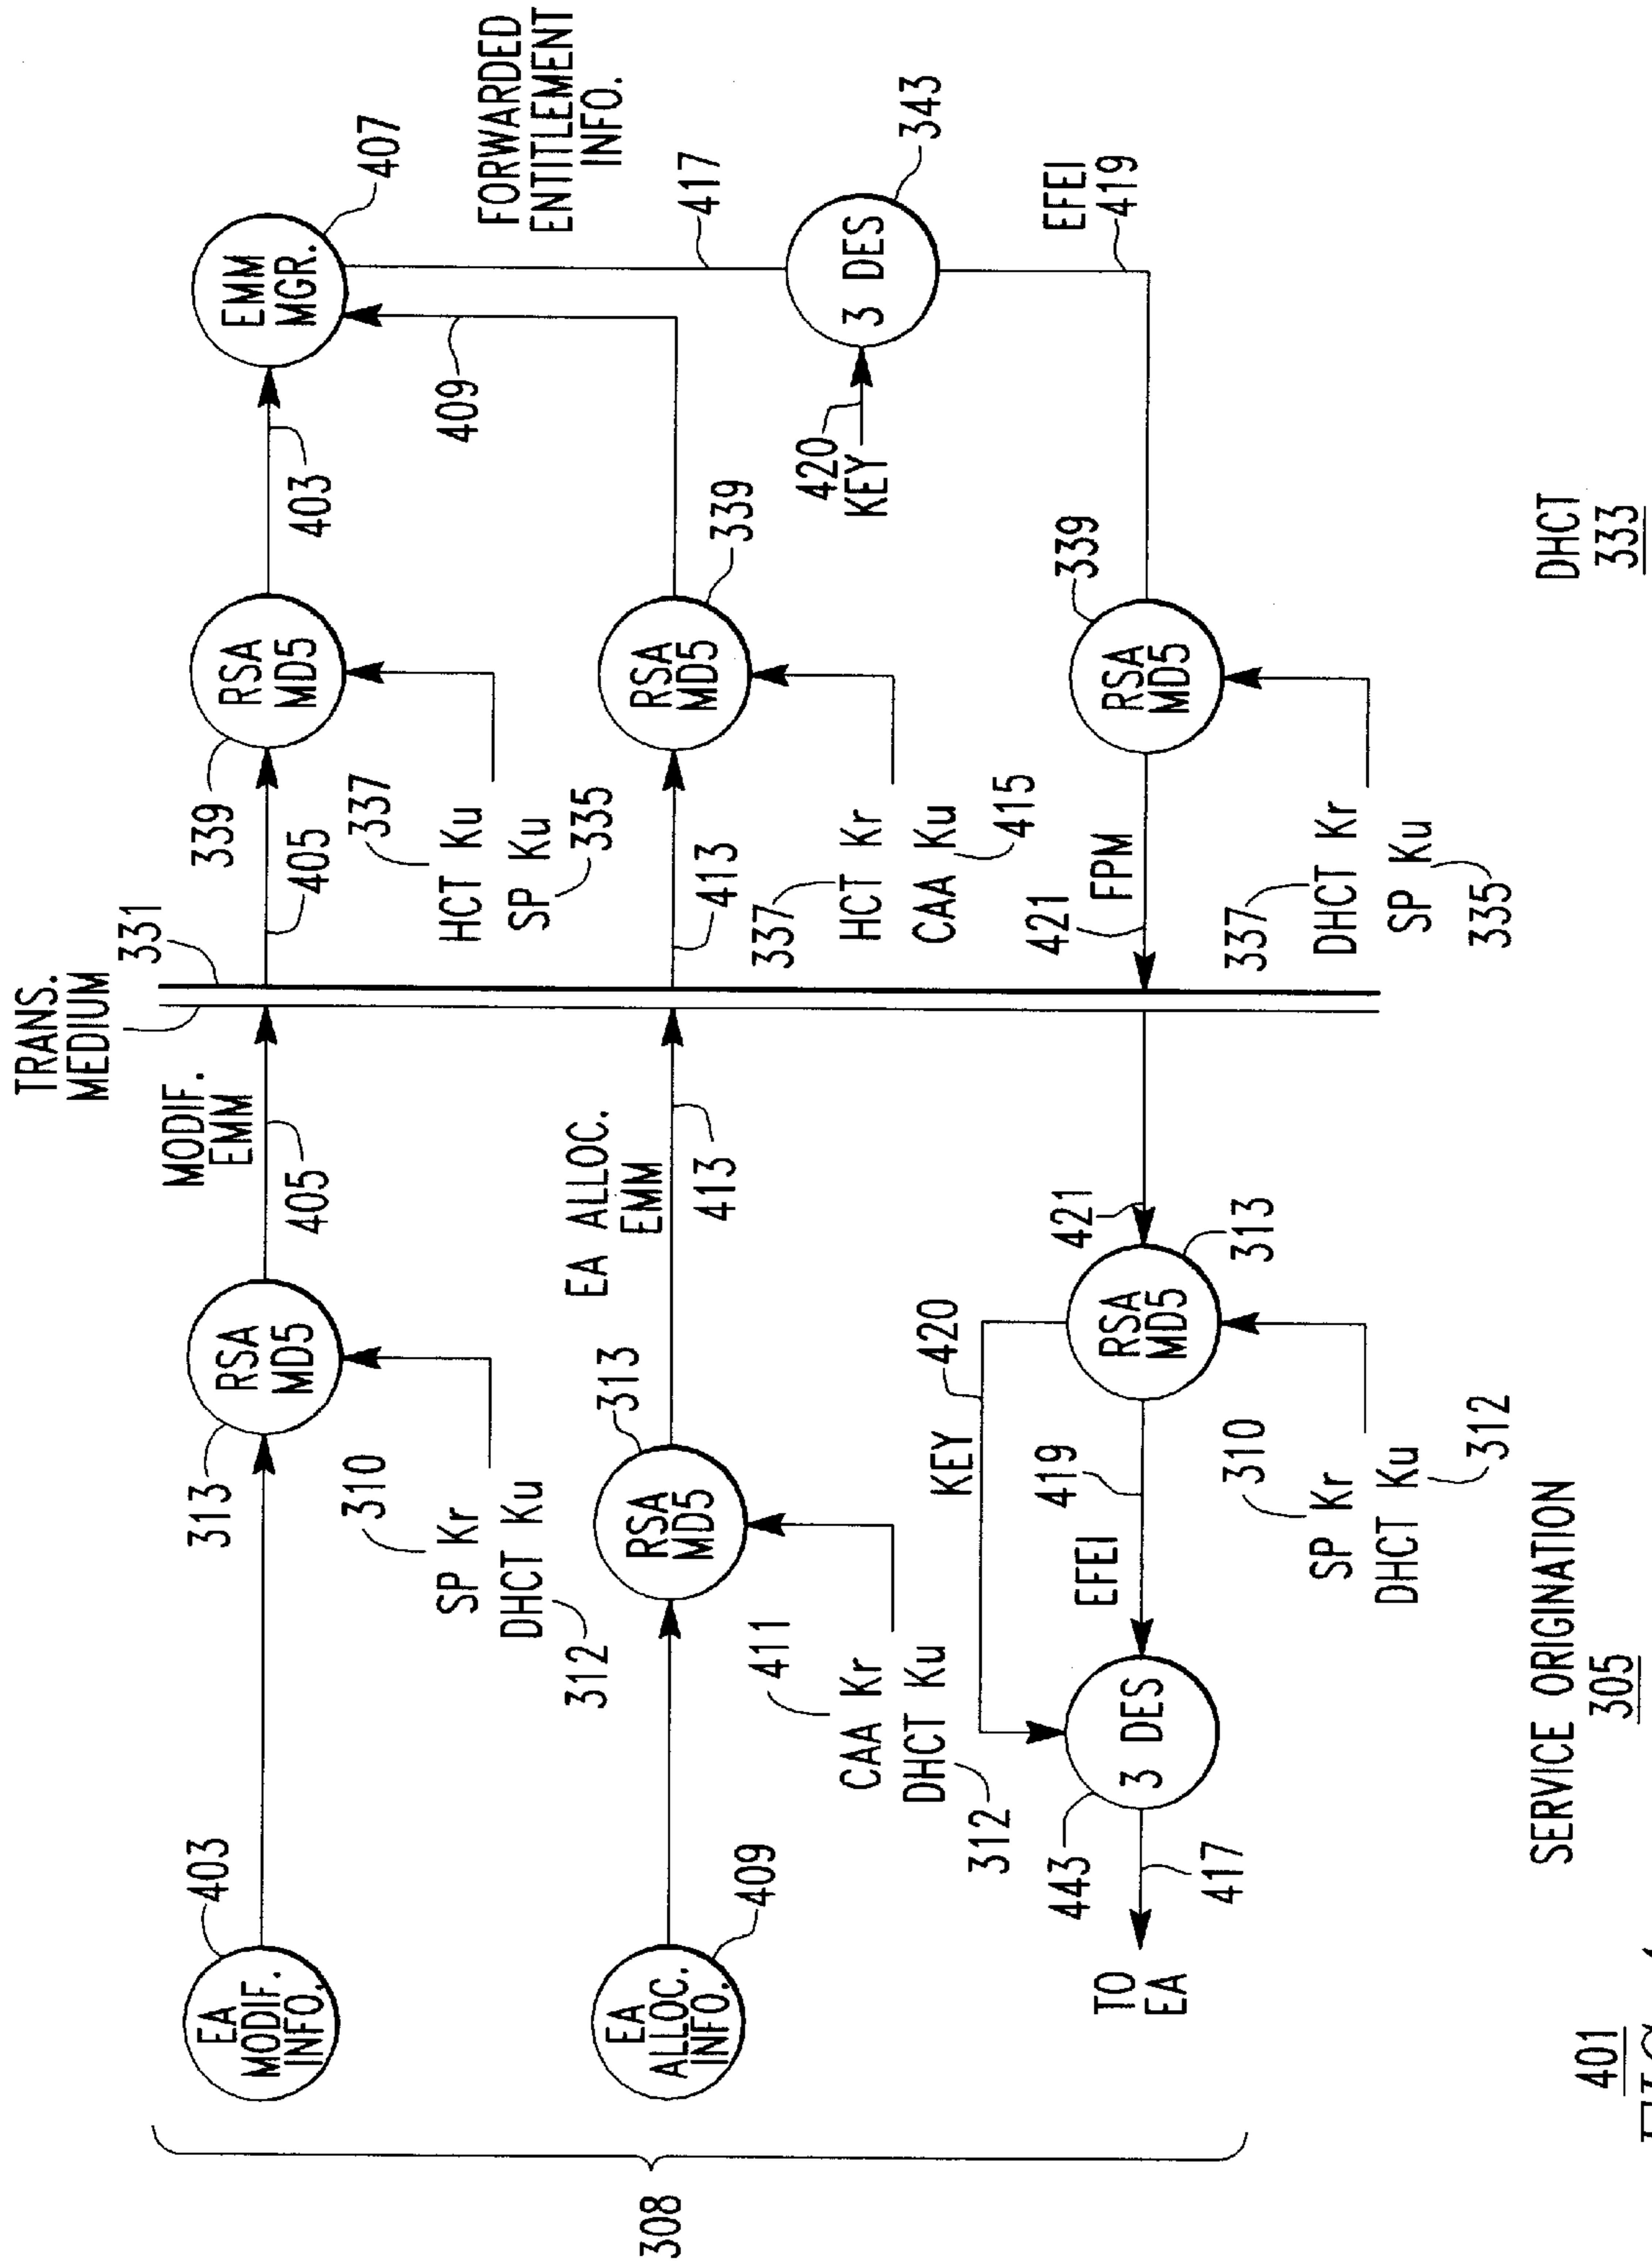 308
EA
MODIF.
INFO.
403
313
RSA
MD5
310
SP Kr
DHCT Ku
312
MODIF.
EMM
405
TRANS.
MEDIUM
331
405
339
RSA
MD5
337
HCT Ku
SP Ku
335
403
EMM
MGR.
407
EA
ALLOC.
INFO.
409
RSA
MD5
313
411
CAA Kr
DHCT Ku
312
EA ALLOC.
EMM
413
413
RSA
MD5
339
337
HCT Kr
CAA Ku
415
409
FORWARDED
ENTITLEMENT
INFO.
417
3 DES
343
420
KEY
EFEI
419
TO
EA
417
3 DES
443
KEY
420
EFEI
419
RSA
MD5
313
421
310
SP Kr
DHCT Ku
312
421
FPM
RSA
MD5
339
337
DHCT Kr
SP Ku
335
SERVICE ORIGINATION
305
DHCT
333
401